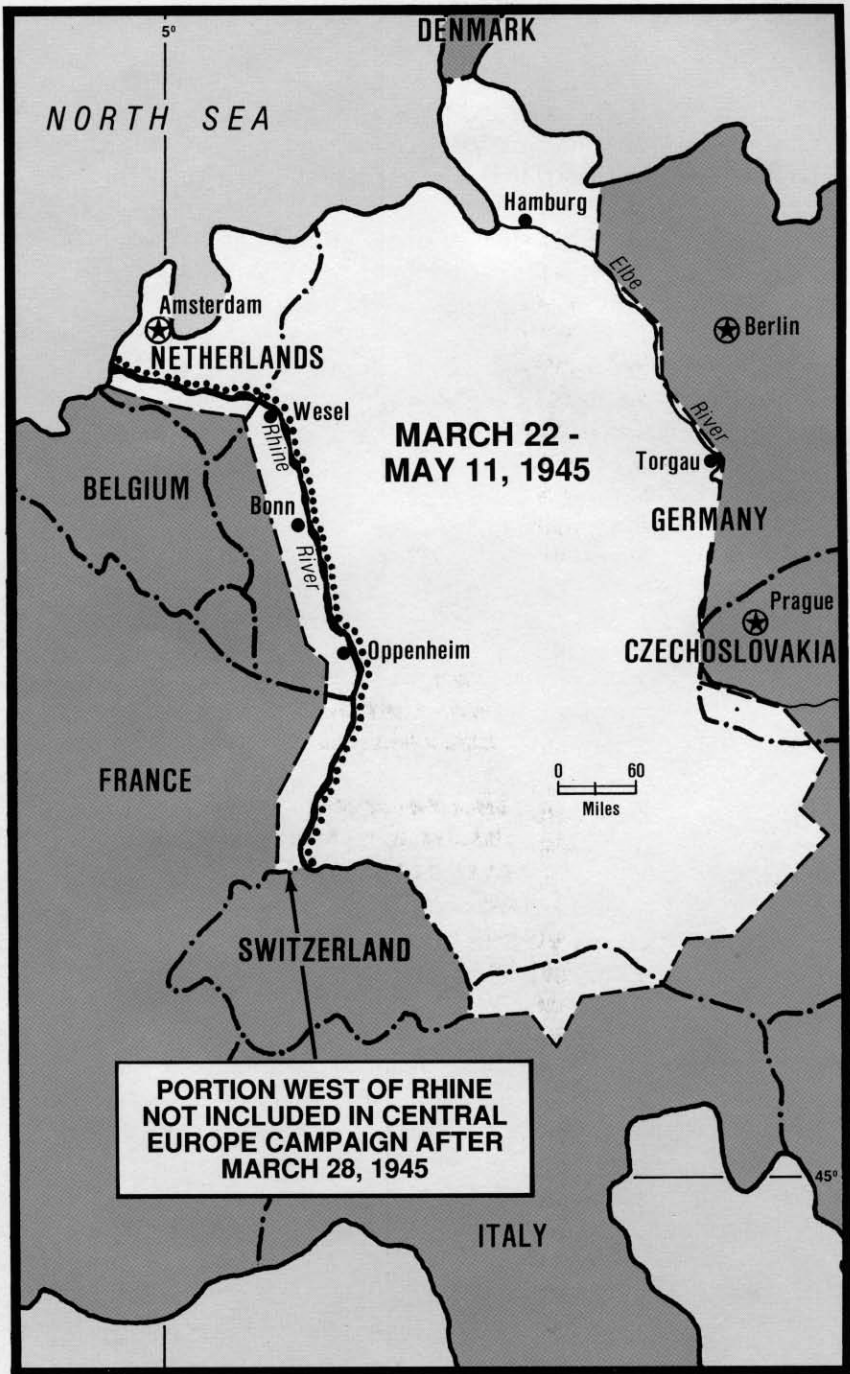 5°
DENMARK
NORTH SEA
Hamburg
Elbe
River
Amsterdam
Berlin
NETHERLANDS
Wesel
Rhine
River
MARCH 22 -
MAY 11, 1945
Torgau
BELGIUM
Bonn
GERMANY
Prague
Oppenheim
CZECHOSLOVAKIA
FRANCE
0 60
Miles
SWITZERLAND
PORTION WEST OF RHINE
NOT INCLUDED IN CENTRAL
EUROPE CAMPAIGN AFTER
MARCH 28, 1945
45°
ITALY